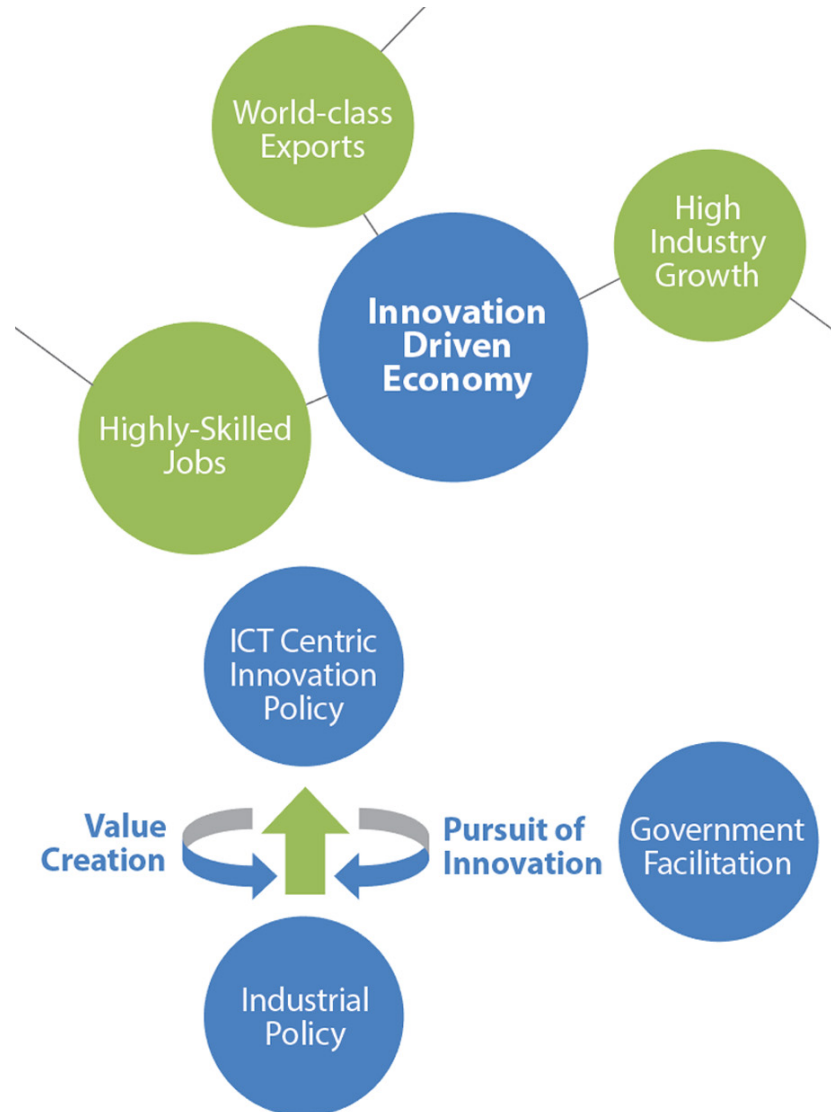 World-class
Exports
High
Industry
Growth
Innovation
Driven
Economy
Highly-Skilled
Jobs
ICT Centric
Innovation
Policy
Value
Creation
Pursuit of
Innovation
Government
Facilitation
Industrial
Policy